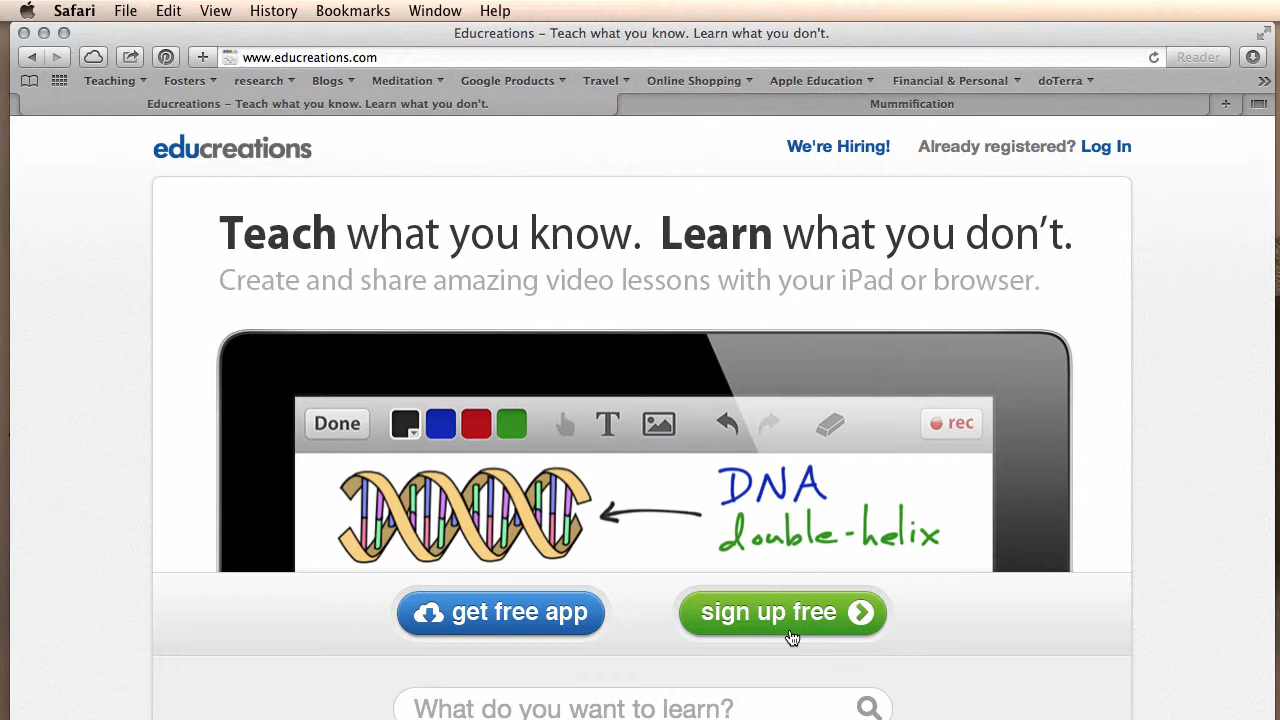 Safari File Edit View History Bookmarks Window Help
Educreations – Teach what you know. Learn what you don't.
www.educreations.com Reader
Teaching Fosters research Blogs Meditation Google Products Travel Online Shopping Apple Education Financial & Personal doTerra
Educreations – Teach what you know. Learn what you don't. Mummification
educreations We're Hiring! Already registered? Log In
Teach what you know. Learn what you don't.
Create and share amazing video lessons with your iPad or browser.
Done T rec
DNA
double-helix
get free app sign up free
What do you want to learn?